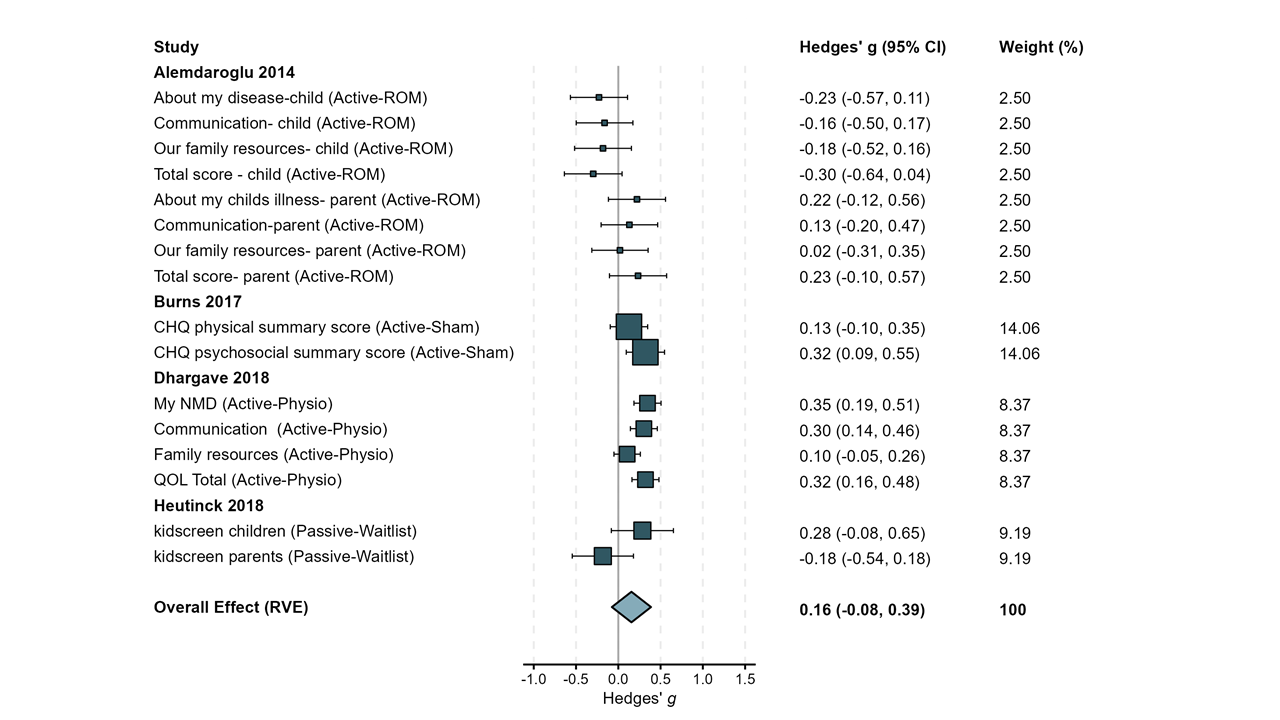 Study Hedges' g (95% CI) Weight (%)
Alemdaroglu 2014
About my disease-child (Active-ROM) -0.23 (-0.57, 0.11) 2.50
Communication- child (Active-ROM) -0.16 (-0.50, 0.17) 2.50
Our family resources- child (Active-ROM) -0.18 (-0.52, 0.16) 2.50
Total score - child (Active-ROM) -0.30 (-0.64, 0.04) 2.50
About my childs illness- parent (Active-ROM) 0.22 (-0.12, 0.56) 2.50
Communication-parent (Active-ROM) 0.13 (-0.20, 0.47) 2.50
Our family resources- parent (Active-ROM) 0.02 (-0.31, 0.35) 2.50
Total score- parent (Active-ROM) 0.23 (-0.10, 0.57) 2.50
Burns 2017
CHQ physical summary score (Active-Sham) 0.13 (-0.10, 0.35) 14.06
CHQ psychosocial summary score (Active-Sham) 0.32 (0.09, 0.55) 14.06
Dhargave 2018
My NMD (Active-Physio) 0.35 (0.19, 0.51) 8.37
Communication  (Active-Physio) 0.30 (0.14, 0.46) 8.37
Family resources (Active-Physio) 0.10 (-0.05, 0.26) 8.37
QOL Total (Active-Physio) 0.32 (0.16, 0.48) 8.37
Heutinck 2018
kidscreen children (Passive-Waitlist) 0.28 (-0.08, 0.65) 9.19
kidscreen parents (Passive-Waitlist) -0.18 (-0.54, 0.18) 9.19
Overall Effect (RVE) 0.16 (-0.08, 0.39) 100
-1.0 -0.5 0.0 0.5 1.0 1.5
Hedges' g